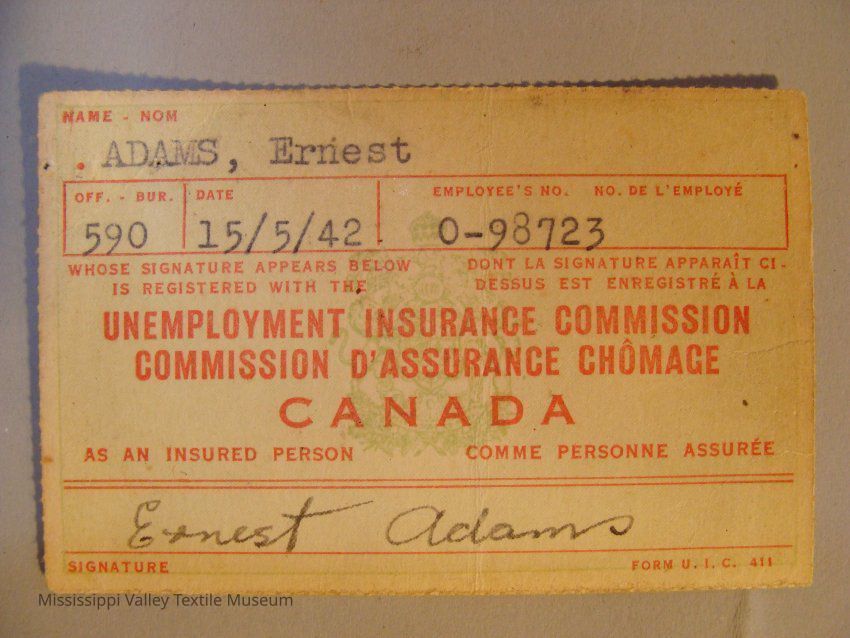 NAME - NOM
. ADAMS, Ernest
OFF. - BUR. DATE EMPLOYEE'S NO. NO. DE L'EMPLOYÉ
590 15/5/42 0-98723
WHOSE SIGNATURE APPEARS BELOW DONT LA SIGNATURE APPARAÎT CI-
IS REGISTERED WITH THE DESSUS EST ENREGISTRÉ À LA
UNEMPLOYMENT INSURANCE COMMISSION
COMMISSION D'ASSURANCE CHÔMAGE
CANADA
AS AN INSURED PERSON COMME PERSONNE ASSURÉE
Ernest Adams
SIGNATURE FORM U. I. C. 411
Mississippi Valley Textile Museum